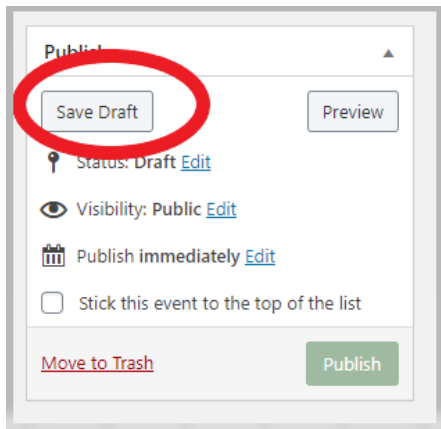 Publish
Save Draft Preview
Status: Draft Edit
Visibility: Public Edit
Publish immediately Edit
Stick this event to the top of the list
Move to Trash Publish